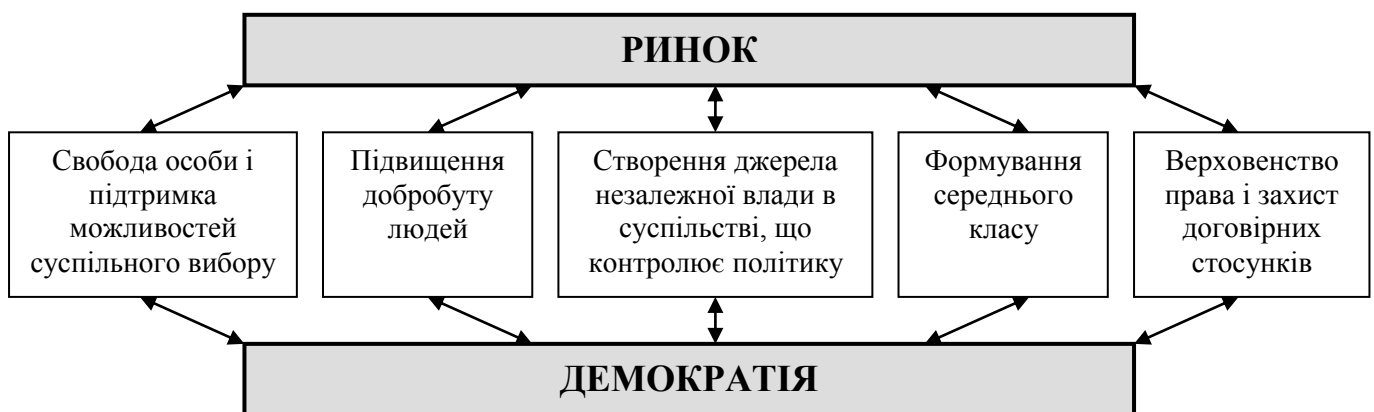 РИНОК
Свобода особи і
підтримка
можливостей
суспільного вибору
Підвищення
добробуту
людей
Створення джерела
незалежної влади в
суспільстві, що
контролює політику
Формування
середнього
класу
Верховенство
права і захист
договірних
стосунків
ДЕМОКРАТІЯ